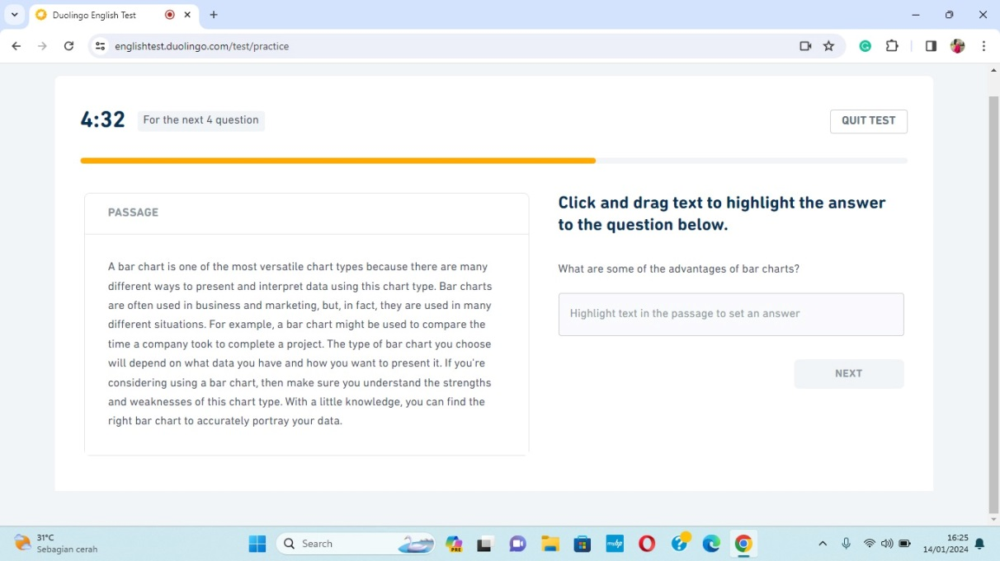 Duolingo English Test
englishtest.duolingo.com/test/practice
4:32
For the next 4 question
QUIT TEST
PASSAGE
A bar chart is one of the most versatile chart types because there are many
different ways to present and interpret data using this chart type. Bar charts
are often used in business and marketing, but, in fact, they are used in many
different situations. For example, a bar chart might be used to compare the
time a company took to complete a project. The type of bar chart you choose
will depend on what data you have and how you want to present it. If you're
considering using a bar chart, then make sure you understand the strengths
and weaknesses of this chart type. With a little knowledge, you can find the
right bar chart to accurately portray your data.
Click and drag text to highlight the answer
to the question below.
What are some of the advantages of bar charts?
Highlight text in the passage to set an answer
NEXT
31°C
Sebagian cerah
Search
PRE
myhp
16:25
14/01/2024